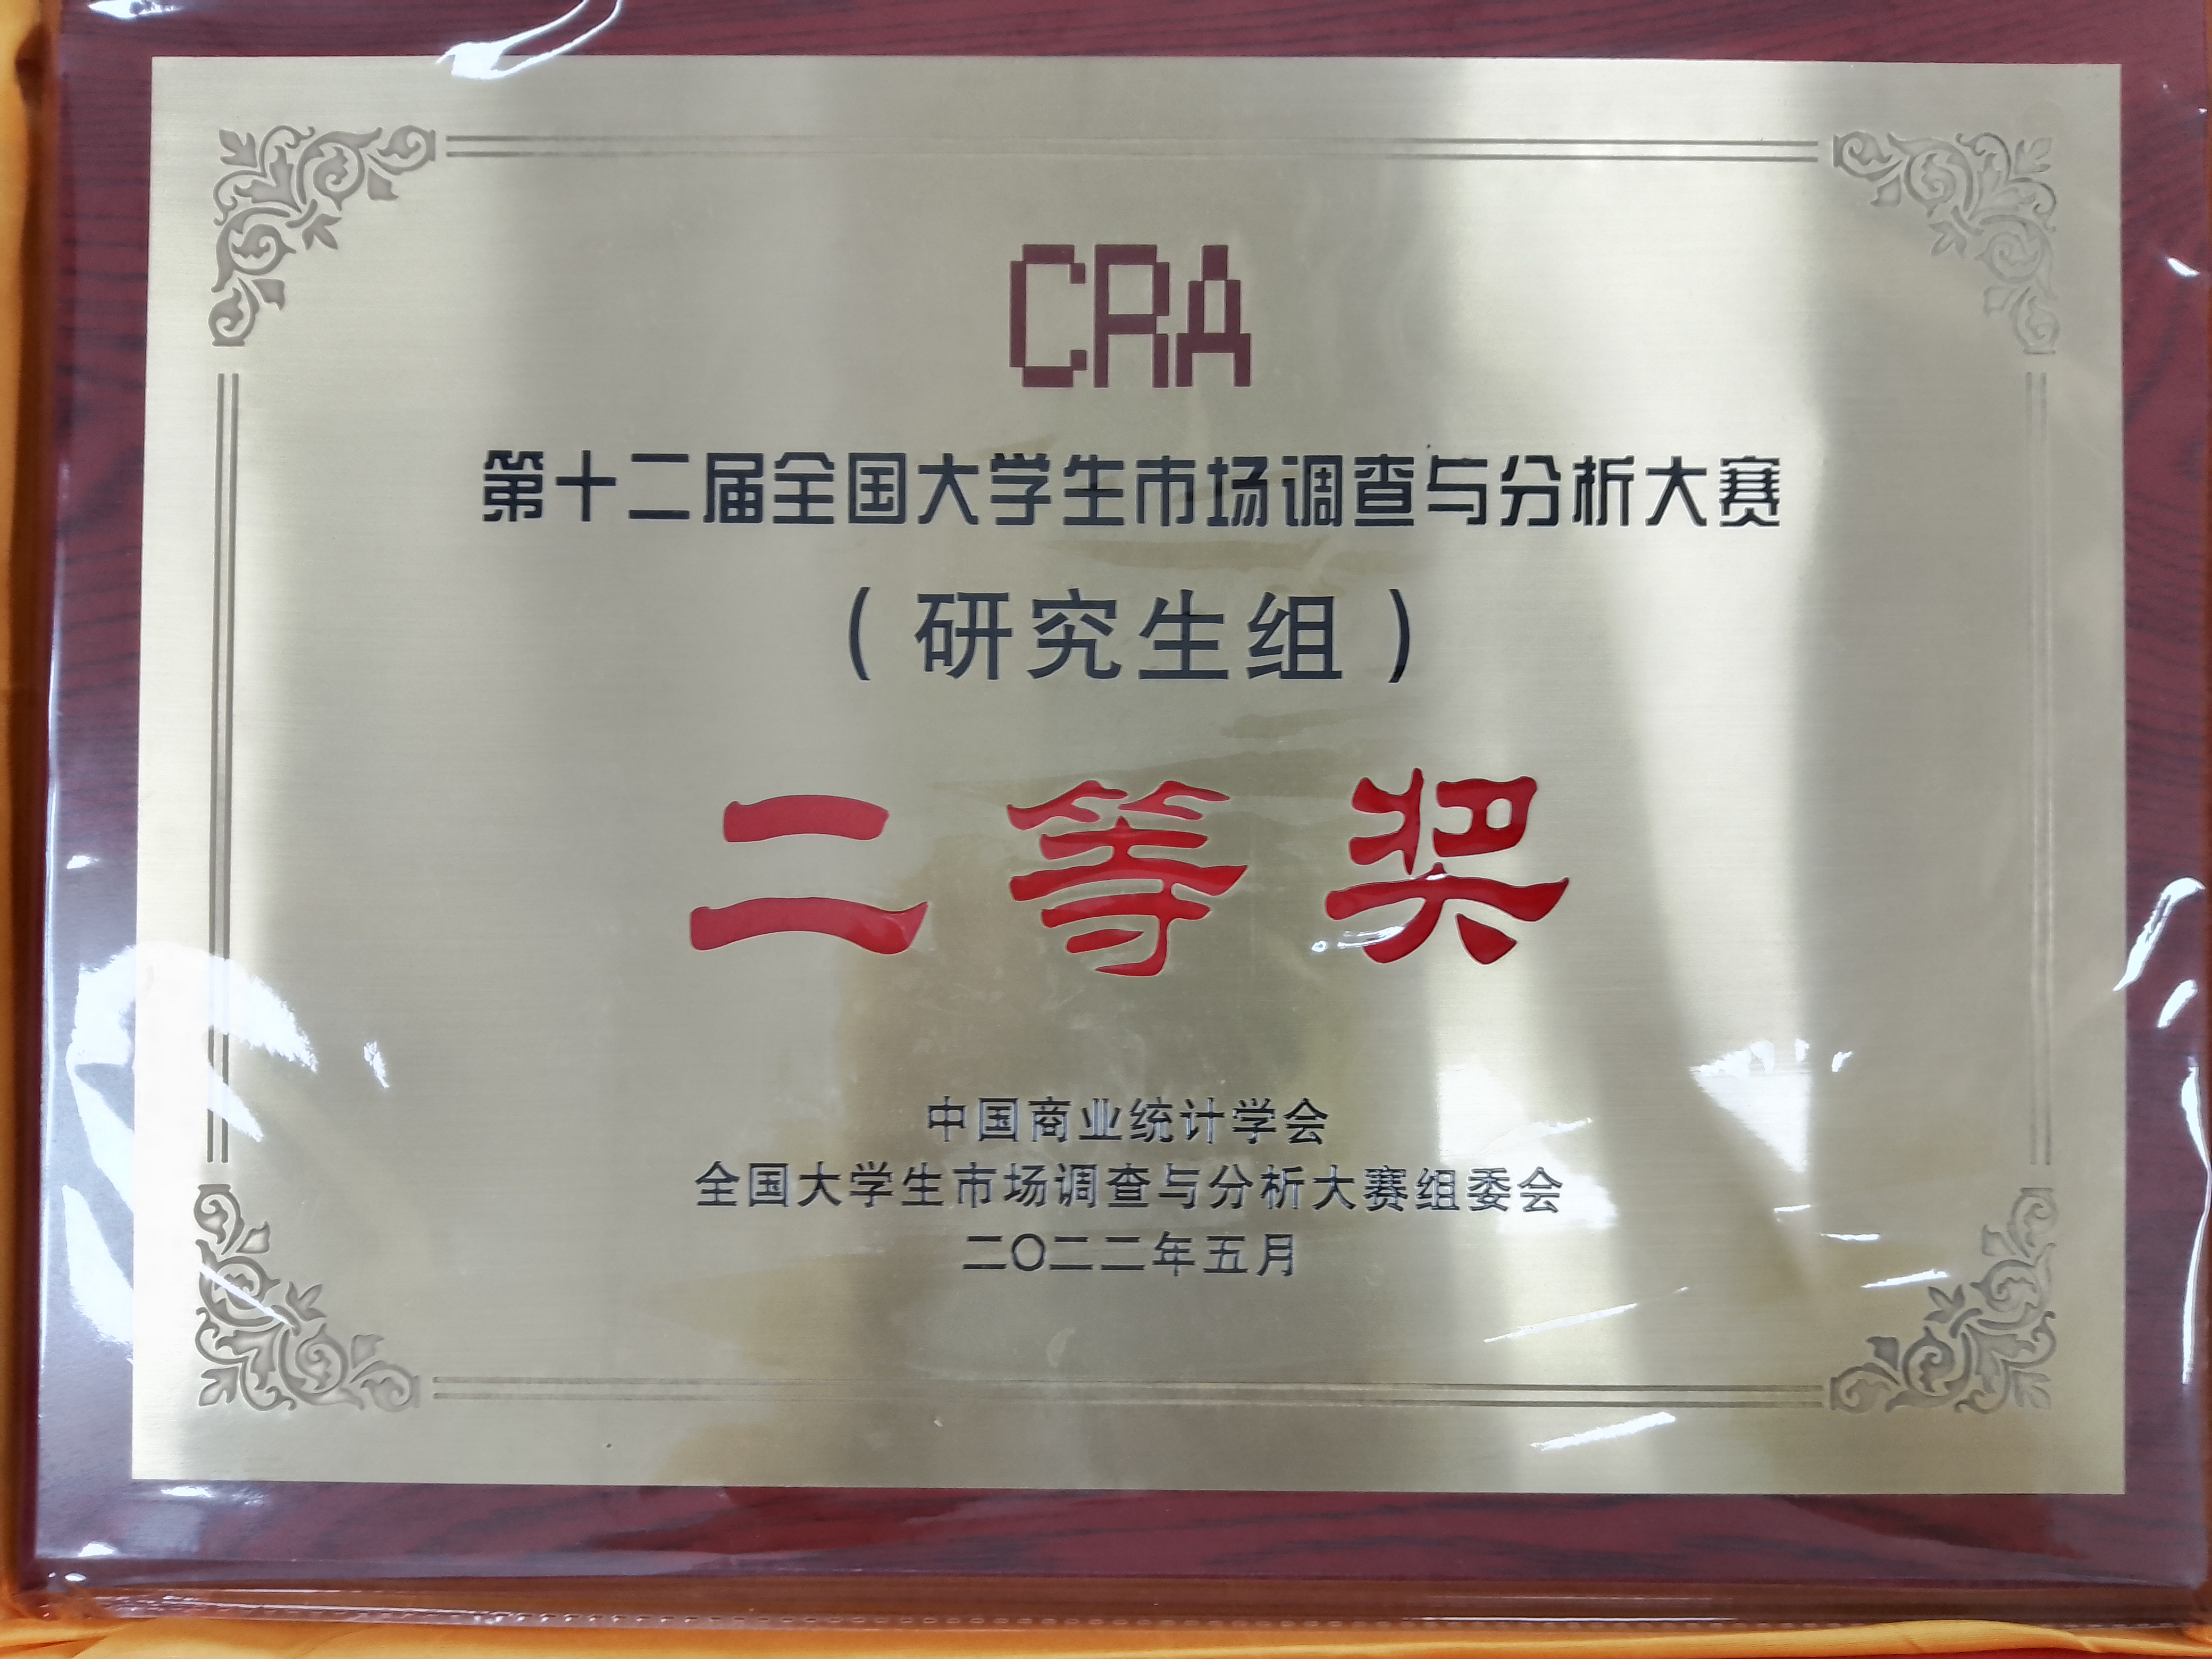 CRA
第十二届全国大学生市场调查与分析大赛
（研究生组）
二等奖
中国商业统计学会
全国大学生市场调查与分析大赛组委会
二〇二二年五月